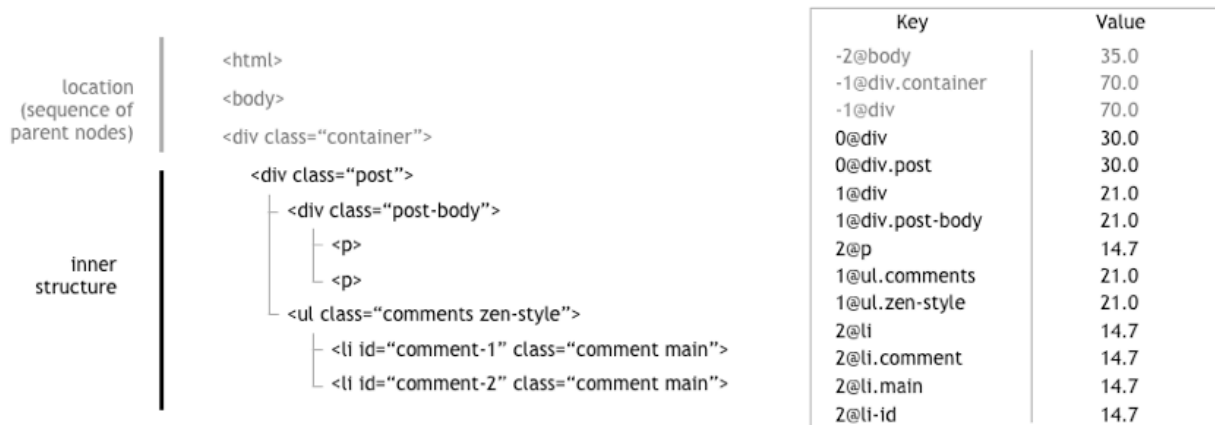 location
(sequence of
parent nodes)
<html>
<body>
<div class=“container”>
inner
structure
<div class=“post”>
<div class=“post-body”>
<p>
<p>
<ul class=“comments zen-style”>
<li id=“comment-1” class=“comment main”>
<li id=“comment-2” class=“comment main”>
Key Value
-2@body 35.0
-1@div.container 70.0
-1@div 70.0
0@div 30.0
0@div.post 30.0
1@div 21.0
1@div.post-body 21.0
2@p 14.7
1@ul.comments 21.0
1@ul.zen-style 21.0
2@li 14.7
2@li.comment 14.7
2@li.main 14.7
2@li-id 14.7